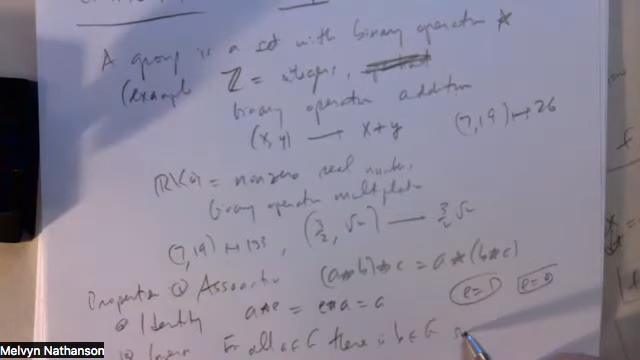 A group is a set with binary operation *
(example ℤ = integers,
binary operation addition
(x,y) → x+y (7,19) ↦ 26
ℝ\{0} = nonzero real numbers,
binary operation multiplication
(7,19) ↦ 133, (3/2, √2) → 3/2 √2
Properties ① Associative (a*b)*c = a*(b*c)
② Identity a*e = e*a = a e=1 e=0
③ Inverse For all a∈G there is b∈G
Melvyn Nathanson